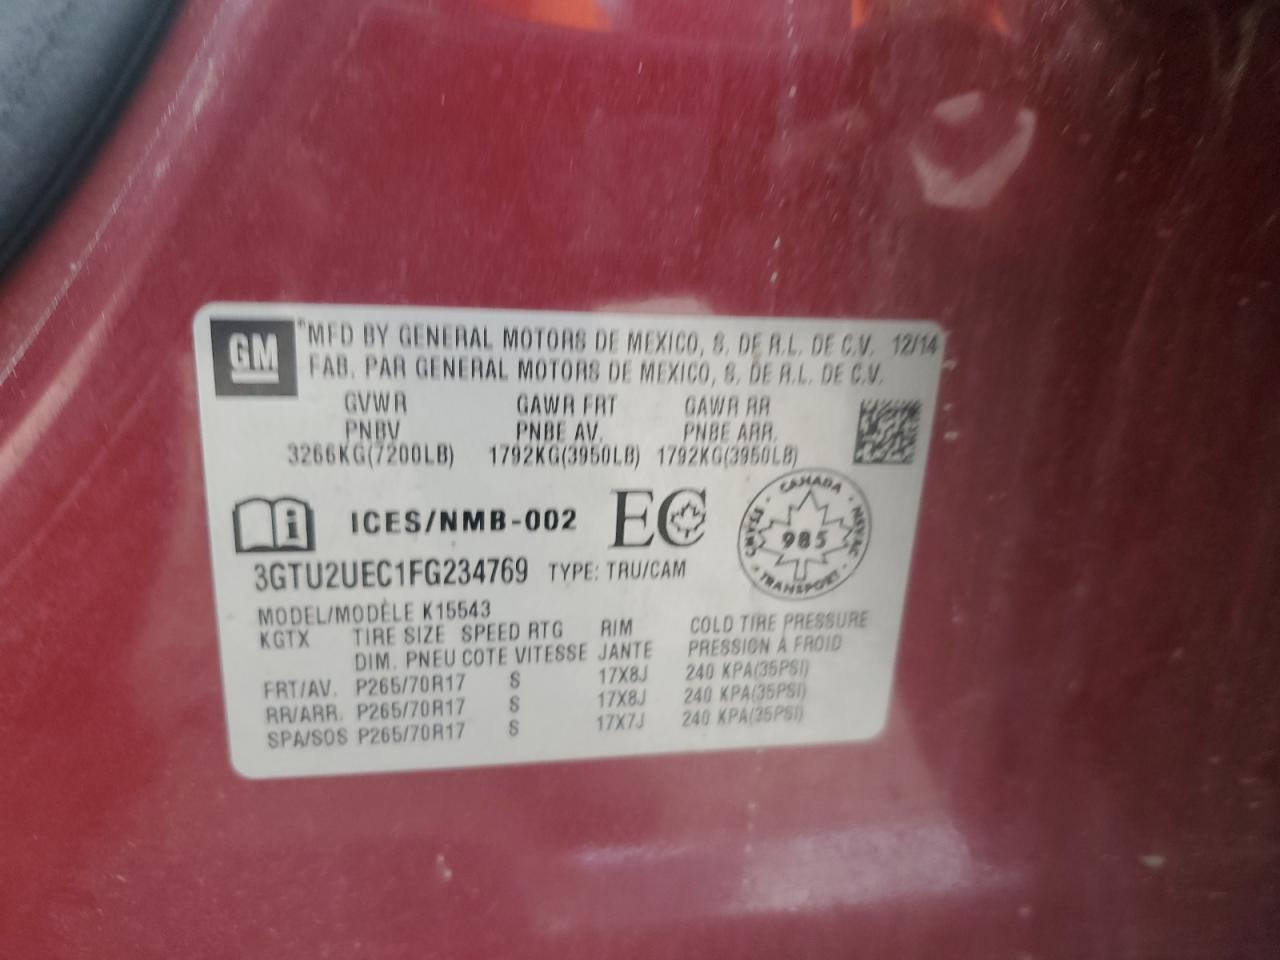 GM
MFD BY GENERAL MOTORS DE MEXICO, S. DE R.L. DE C.V. 12/14
FAB. PAR GENERAL MOTORS DE MEXICO, S. DE R.L. DE C.V.
GVWR GAWR FRT GAWR RR
PNBV PNBE AV. PNBE ARR.
3266KG(7200LB) 1792KG(3950LB) 1792KG(3950LB)
i ICES/NMB-002 EC
CANADA
CMVSS 985 NSVAC
TRANSPORT
3GTU2UEC1FG234769 TYPE: TRU/CAM
MODEL/MODÈLE K15543
KGTX TIRE SIZE SPEED RTG RIM COLD TIRE PRESSURE
DIM. PNEU COTE VITESSE JANTE PRESSION À FROID
FRT/AV. P265/70R17 S 17X8J 240 KPA(35PSI)
RR/ARR. P265/70R17 S 17X8J 240 KPA(35PSI)
SPA/SOS P265/70R17 S 17X7J 240 KPA(35PSI)